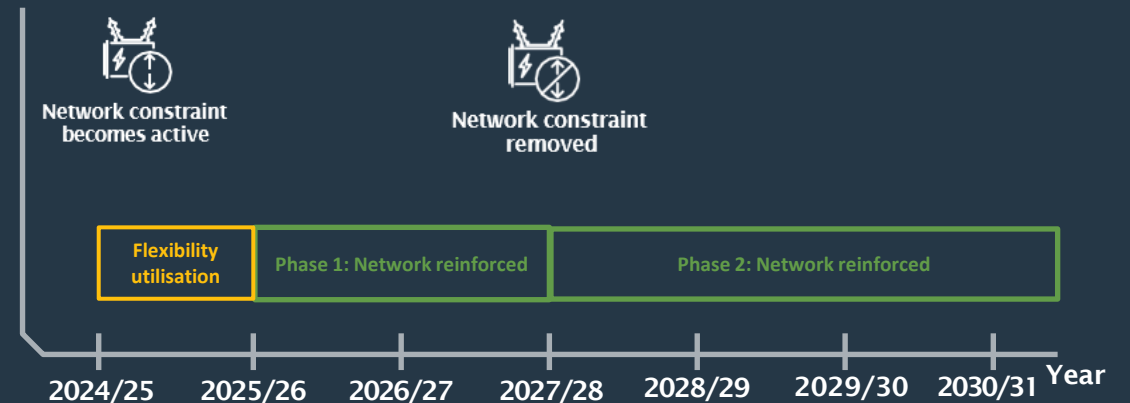 Network constraint
becomes active
Network constraint
removed
Flexibility
utilisation
Phase 1: Network reinforced
Phase 2: Network reinforced
2024/25
2025/26
2026/27
2027/28
2028/29
2029/30
2030/31
Year